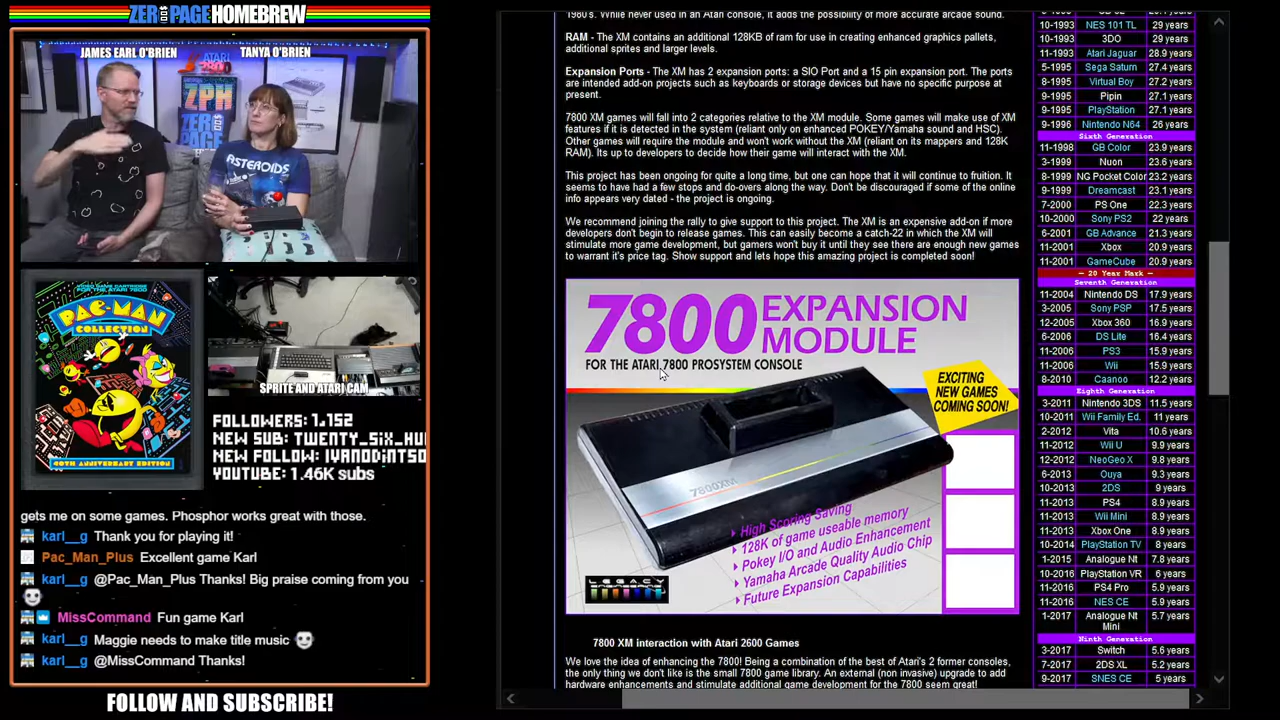 ZERO PAGE HOMEBREW
JAMES EARL O'BRIEN
TANYA O'BRIEN
ATARI
7800
ZPH
ZERO
PAGE
ASTEROIDS
VIDEO GAME CARTRIDGE
FOR THE ATARI 7800
PAC-MAN
COLLECTION
40TH ANNIVERSARY EDITION
SPRITE AND ATARI CAM
FOLLOWERS: 1,152
NEW SUB: TWENTY_SIX_HU
NEW FOLLOW: IVANODINTSO
YOUTUBE: 1.46K subs
gets me on some games. Phosphor works great with those.
karl__g Thank you for playing it!
Pac_Man_Plus Excellent game Karl
karl__g @Pac_Man_Plus Thanks! Big praise coming from you
MissCommand Fun game Karl
karl__g Maggie needs to make title music
karl__g @MissCommand Thanks!
FOLLOW AND SUBSCRIBE!
1980's. While never used in an Atari console, it adds the possibility of more accurate arcade sound.
RAM - The XM contains an additional 128KB of ram for use in creating enhanced graphics pallets,
additional sprites and larger levels.
Expansion Ports - The XM has 2 expansion ports: a SIO Port and a 15 pin expansion port. The ports
are intended add-on projects such as keyboards or storage devices but have no specific purpose at
present.
7800 XM games will fall into 2 categories relative to the XM module. Some games will make use of XM
features if it is detected in the system (reliant only on enhanced POKEY/Yamaha sound and HSC).
Other games will require the module and won't work without the XM (reliant on its mappers and 128K
RAM). Its up to developers to decide how their game will interact with the XM.
This project has been ongoing for quite a long time, but one can hope that it will continue to fruition. It
seems to have had a few stops and do-overs along the way. Don't be discouraged if some of the online
info appears very dated - the project is ongoing.
We recommend joining the rally to give support to this project. The XM is an expensive add-on if more
developers don't begin to release games. This can easily become a catch-22 in which the XM will
stimulate more game development, but gamers won't buy it until they see there are enough new games
to warrant it's price tag. Show support and lets hope this amazing project is completed soon!
7800 EXPANSION
MODULE
FOR THE ATARI 7800 PROSYSTEM CONSOLE
EXCITING
NEW GAMES
COMING SOON!
7800XM
High Scoring Saving
128K of game useable memory
Pokey I/O and Audio Enhancement
Yamaha Arcade Quality Audio Chip
Future Expansion Capabilities
LEGACY
ENGINEERING
7800 XM interaction with Atari 2600 Games
We love the idea of enhancing the 7800! Being a combination of the best of Atari's 2 former consoles,
the only thing we don't like is the small 7800 game library. An external (non invasive) upgrade to add
hardware enhancements and stimulate additional game development for the 7800 seem great!
10-1993 NES 101 TL 29 years
10-1993 3DO 29 years
11-1993 Atari Jaguar 28.9 years
5-1995 Sega Saturn 27.4 years
8-1995 Virtual Boy 27.2 years
9-1995 Pipin 27.1 years
9-1995 PlayStation 27.1 years
9-1996 Nintendo N64 26 years
Sixth Generation
11-1998 GB Color 23.9 years
3-1999 Nuon 23.6 years
8-1999 NG Pocket Color 23.2 years
9-1999 Dreamcast 23.1 years
7-2000 PS One 22.3 years
10-2000 Sony PS2 22 years
6-2001 GB Advance 21.3 years
11-2001 Xbox 20.9 years
11-2001 GameCube 20.9 years
— 20 Year Mark —
Seventh Generation
11-2004 Nintendo DS 17.9 years
3-2005 Sony PSP 17.5 years
12-2005 Xbox 360 16.9 years
6-2006 DS Lite 16.4 years
11-2006 PS3 15.9 years
11-2006 Wii 15.9 years
8-2010 Caanoo 12.2 years
Eighth Generation
3-2011 Nintendo 3DS 11.5 years
10-2011 Wii Family Ed. 11 years
2-2012 Vita 10.6 years
11-2012 Wii U 9.9 years
12-2012 NeoGeo X 9.8 years
6-2013 Ouya 9.3 years
10-2013 2DS 9 years
11-2013 PS4 8.9 years
11-2013 Wii Mini 8.9 years
11-2013 Xbox One 8.9 years
10-2014 PlayStation TV 8 years
1-2015 Analogue Nt 7.8 years
10-2016 PlayStation VR 6 years
11-2016 PS4 Pro 5.9 years
11-2016 NES CE 5.9 years
1-2017 Analogue Nt Mini 5.7 years
Ninth Generation
3-2017 Switch 5.6 years
7-2017 2DS XL 5.2 years
9-2017 SNES CE 5 years